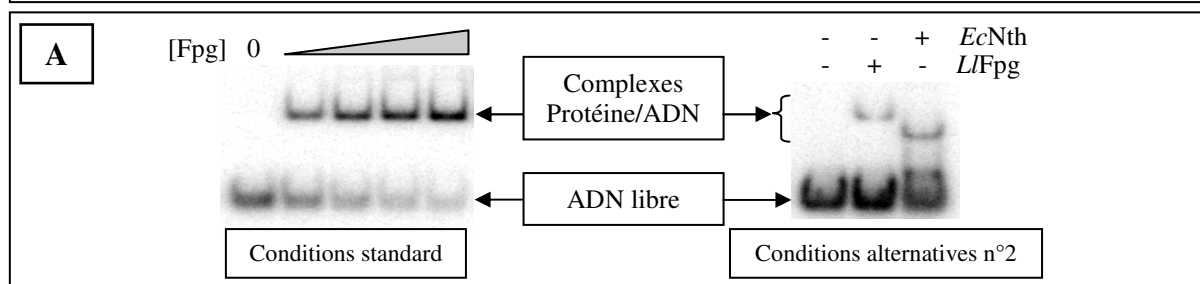 A
[Fpg] 0
- - + EcNth
- + - LlFpg
Complexes
Protéine/ADN
ADN libre
Conditions standard
Conditions alternatives n°2